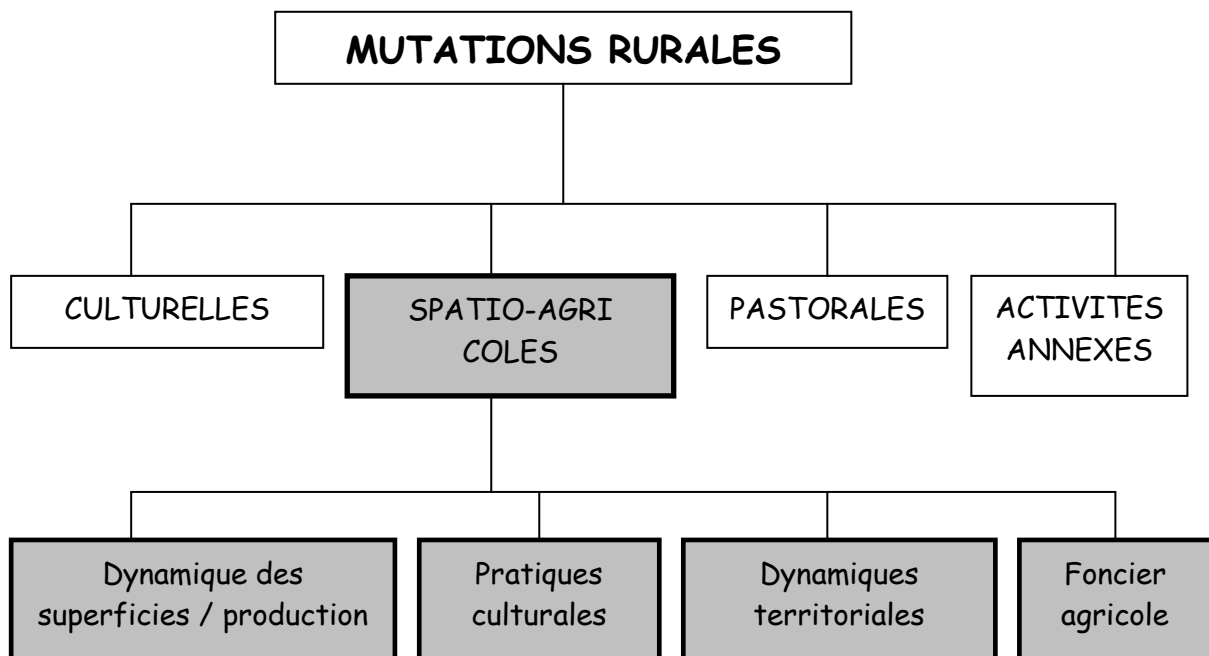 MUTATIONS RURALES
CULTURELLES
SPATIO-AGRI
COLES
PASTORALES
ACTIVITES
ANNEXES
Dynamique des
superficies / production
Pratiques
culturales
Dynamiques
territoriales
Foncier
agricole